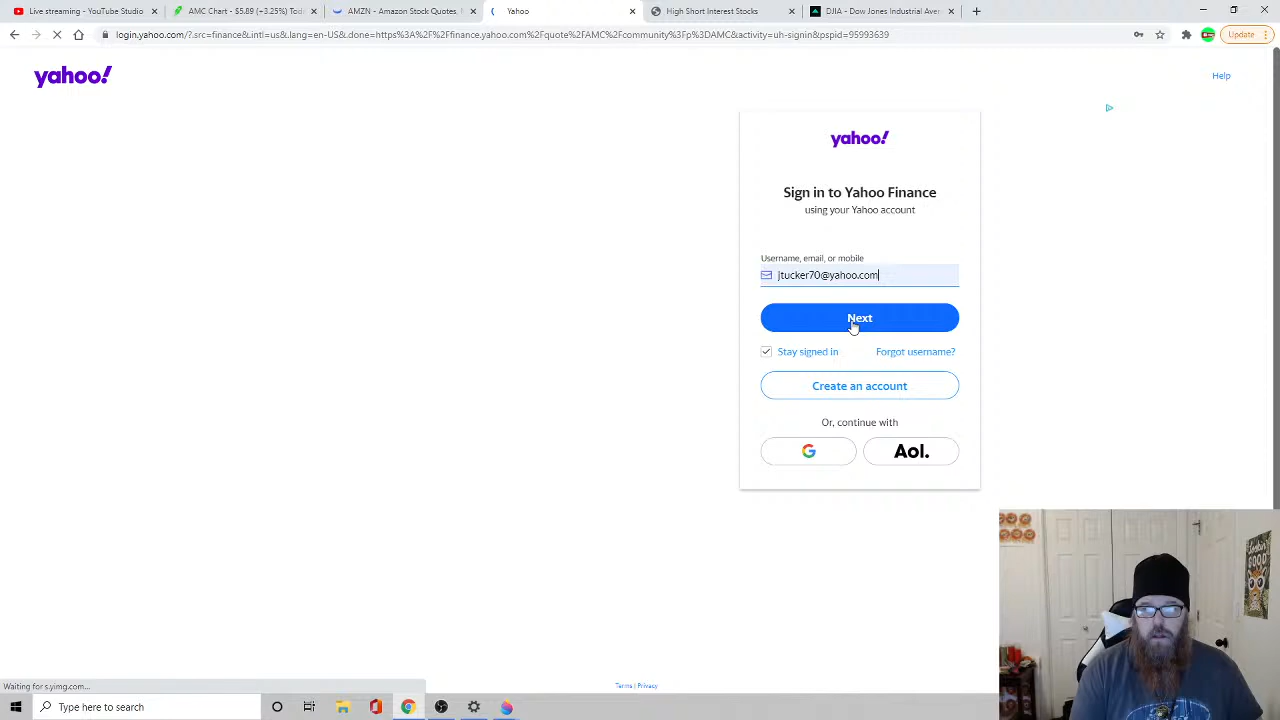 Live streaming - YouTube Studio
AMC Chart - $5.89 (+3.25%) Toda
AMZN - Amazon Stock Quotes, T
Yahoo
High Short Interest Stocks
DJIA - Dow Jones Industrial Aver
login.yahoo.com/?.src=finance&.intl=us&.lang=en-US&.done=https%3A%2F%2Ffinance.yahoo.com%2Fquote%2FAMC%2Fcommunity%3Fp%3DAMC&activity=uh-signin&pspid=95993639
Update
yahoo!
Help
yahoo!
Sign in to Yahoo Finance
using your Yahoo account
Username, email, or mobile
jtucker70@yahoo.com
Next
Stay signed in
Forgot username?
Create an account
Or, continue with
G
Aol.
GOOD
Terms | Privacy
Waiting for s.yimg.com...
Type here to search